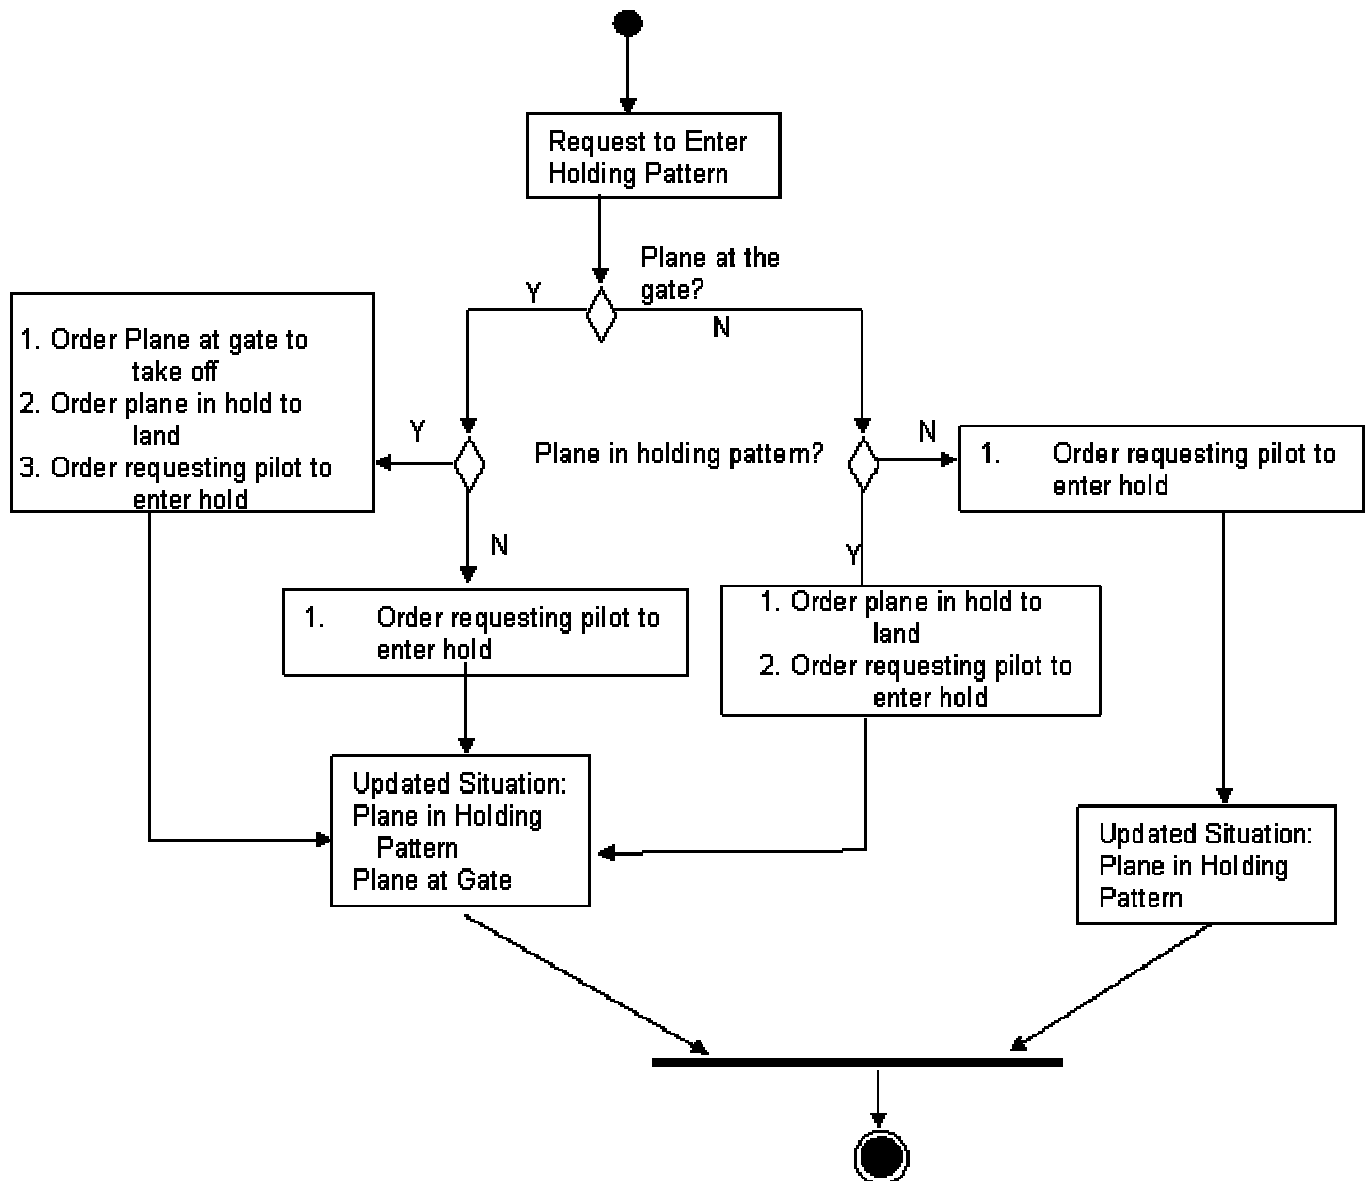 Request to Enter
Holding Pattern
Plane at the
gate?
Y
N
1. Order Plane at gate to
take off
2. Order plane in hold to
land
3. Order requesting pilot to
enter hold
Y
Plane in holding pattern?
N
1. Order requesting pilot to
enter hold
N
Y
1. Order requesting pilot to
enter hold
1. Order plane in hold to
land
2. Order requesting pilot to
enter hold
Updated Situation:
Plane in Holding
Pattern
Plane at Gate
Updated Situation:
Plane in Holding
Pattern